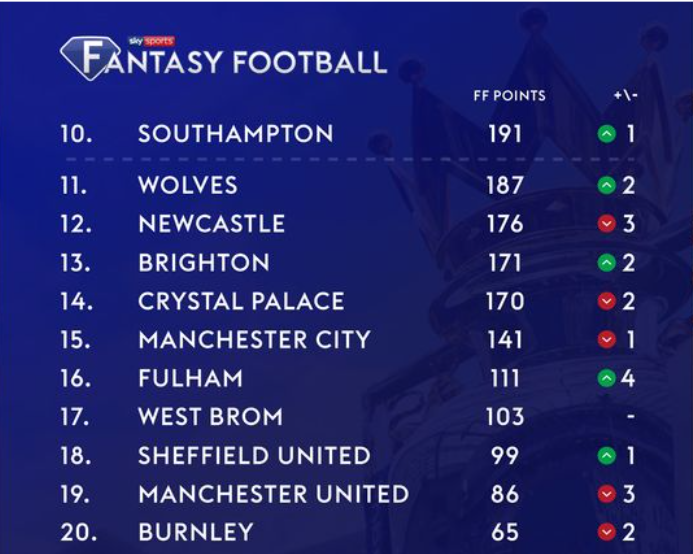 sky sports
FANTASY FOOTBALL
FF POINTS +\-
10. SOUTHAMPTON 191 1
11. WOLVES 187 2
12. NEWCASTLE 176 3
13. BRIGHTON 171 2
14. CRYSTAL PALACE 170 2
15. MANCHESTER CITY 141 1
16. FULHAM 111 4
17. WEST BROM 103 -
18. SHEFFIELD UNITED 99 1
19. MANCHESTER UNITED 86 3
20. BURNLEY 65 2